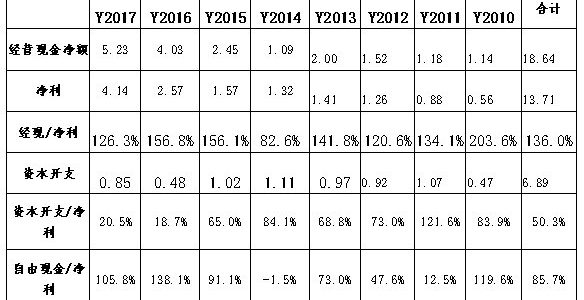 Y2017 Y2016 Y2015 Y2014 Y2013 Y2012 Y2011 Y2010 合计
经营现金净额 5.23 4.03 2.45 1.09 2.00 1.52 1.18 1.14 18.64
净利 4.14 2.57 1.57 1.32 1.41 1.26 0.88 0.56 13.71
经现/净利 126.3% 156.8% 156.1% 82.6% 141.8% 120.6% 134.1% 203.6% 136.0%
资本开支 0.85 0.48 1.02 1.11 0.97 0.92 1.07 0.47 6.89
资本开支/净
利 20.5% 18.7% 65.0% 84.1% 68.8% 73.0% 121.6% 83.9% 50.3%
自由现金/净
利 105.8% 138.1% 91.1% -1.5% 73.0% 47.6% 12.5% 119.6% 85.7%